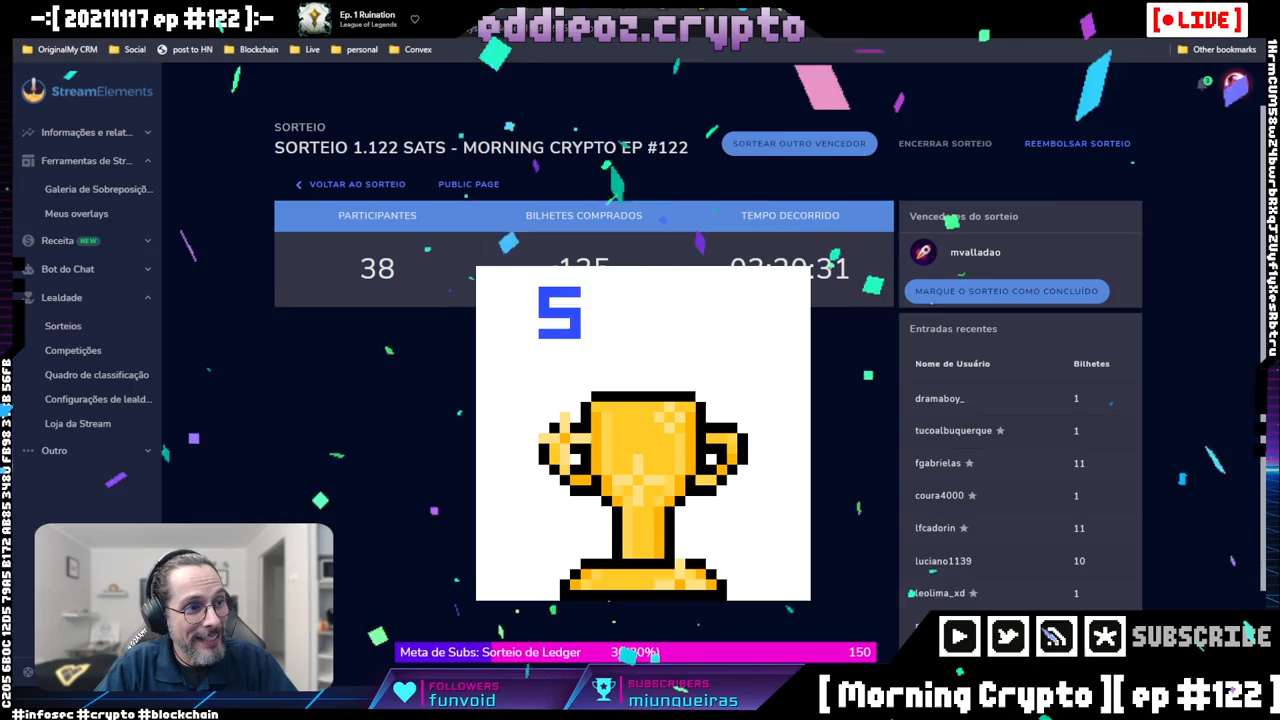 -:[ 20211117 ep #122 ]:-
Ep. 1 Ruination
League of Legends
eddieoz.crypto
[● LIVE]
OriginalMy CRM
Social
post to HN
Blockchain
Live
personal
Convex
Other bookmarks
StreamElements
3
Informações e relat...
Ferramentas de Str...
Galeria de Sobreposiçõ...
Meus overlays
Receita NEW
Bot do Chat
Lealdade
Sorteios
Competições
Quadro de classificação
Configurações de leald...
Loja da Stream
Outro
SORTEIO
SORTEIO 1.122 SATS - MORNING CRYPTO EP #122
SORTEAR OUTRO VENCEDOR
ENCERRAR SORTEIO
REEMBOLSAR SORTEIO
VOLTAR AO SORTEIO
PUBLIC PAGE
PARTICIPANTES
BILHETES COMPRADOS
TEMPO DECORRIDO
38
135
03:20:31
S
Vencedores do sorteio
mvalladao
MARQUE O SORTEIO COMO CONCLUÍDO
Entradas recentes
Nome de Usuário Bilhetes
dramaboy_ 1
tucoalbuquerque 1
fgabrielas 11
coura4000 1
lfcadorin 11
luciano1139 10
leolima_xd 1
Meta de Subs: Sorteio de Ledger
150
FOLLOWERS
funvoid
SUBSCRIBERS
mjunqueiras
SUBSCRIBE
[ Morning Crypto ][ ep #122 ]
#infosec #crypto #blockchain